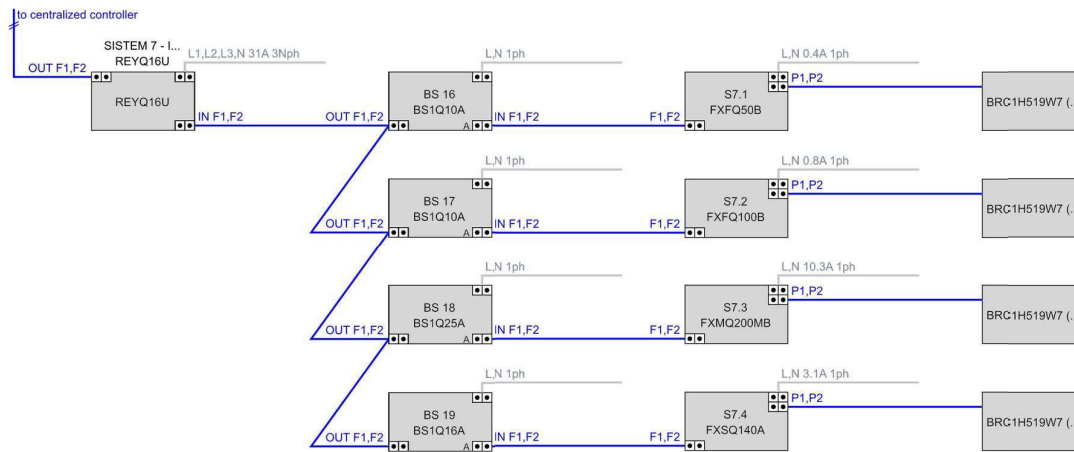 to centralized controller
SISTEM 7 - I...
REYQ16U
L1,L2,L3,N 31A 3Nph
OUT F1,F2
REYQ16U
IN F1,F2
L,N 1ph
OUT F1,F2
BS 16
BS1Q10A
A
IN F1,F2
L,N 0.4A 1ph
P1,P2
S7.1
FXFQ50B
F1,F2
BRC1H519W7 (.
L,N 1ph
OUT F1,F2
BS 17
BS1Q10A
A
IN F1,F2
L,N 0.8A 1ph
P1,P2
S7.2
FXFQ100B
F1,F2
BRC1H519W7 (.
L,N 1ph
OUT F1,F2
BS 18
BS1Q25A
A
IN F1,F2
L,N 10.3A 1ph
P1,P2
S7.3
FXMQ200MB
F1,F2
BRC1H519W7 (.
L,N 1ph
OUT F1,F2
BS 19
BS1Q16A
A
IN F1,F2
L,N 3.1A 1ph
P1,P2
S7.4
FXSQ140A
F1,F2
BRC1H519W7 (.